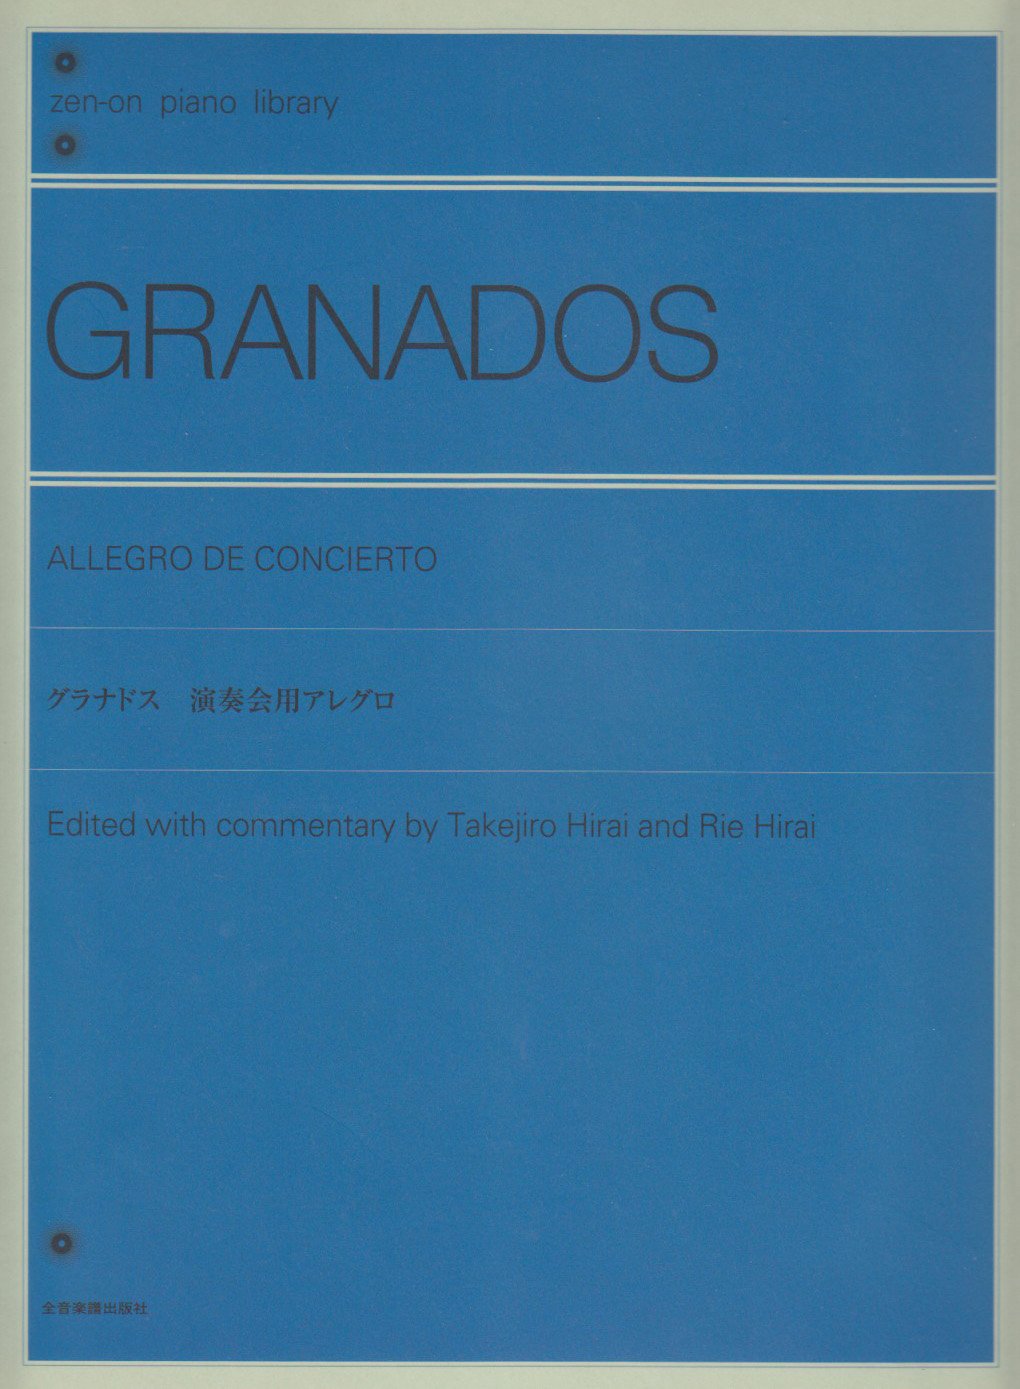 zen-on piano library
GRANADOS
ALLEGRO DE CONCIERTO
グラナドス 演奏会用アレグロ
Edited with commentary by Takejiro Hirai and Rie Hirai
全音楽譜出版社